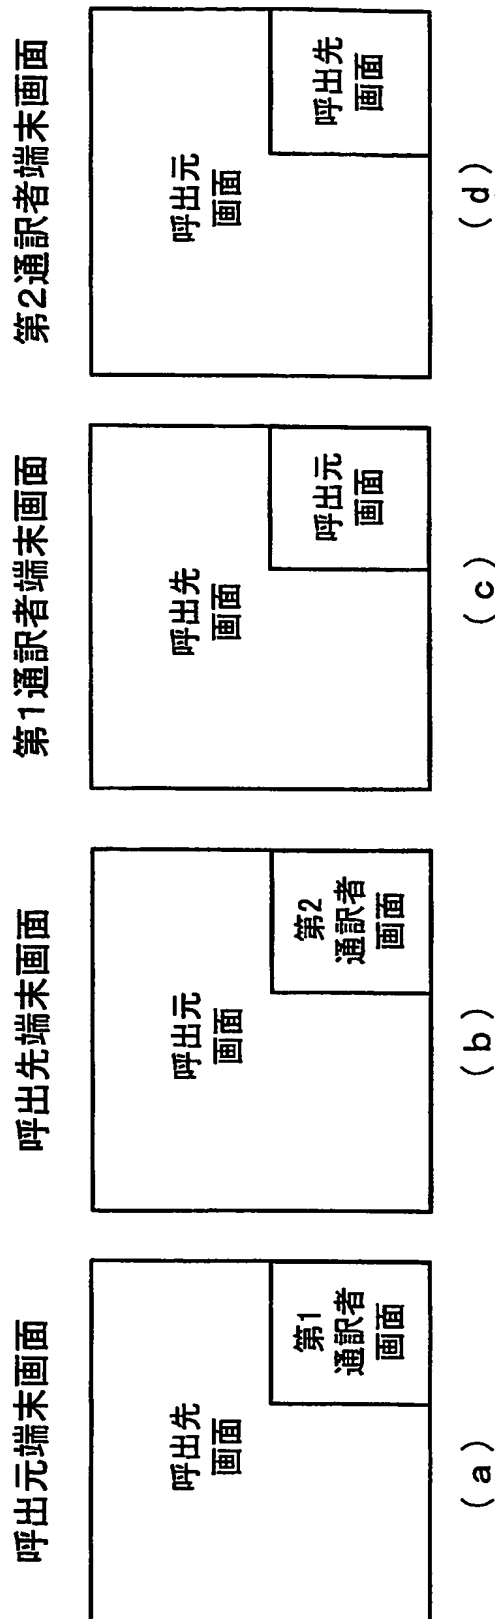 呼出元端末画面
呼出先
画面
第1
通訳者
画面
(a)
呼出先端末画面
呼出元
画面
第2
通訳者
画面
(b)
第1通訳者端末画面
呼出先
画面
呼出元
画面
(c)
第2通訳者端末画面
呼出元
画面
呼出先
画面
(d)